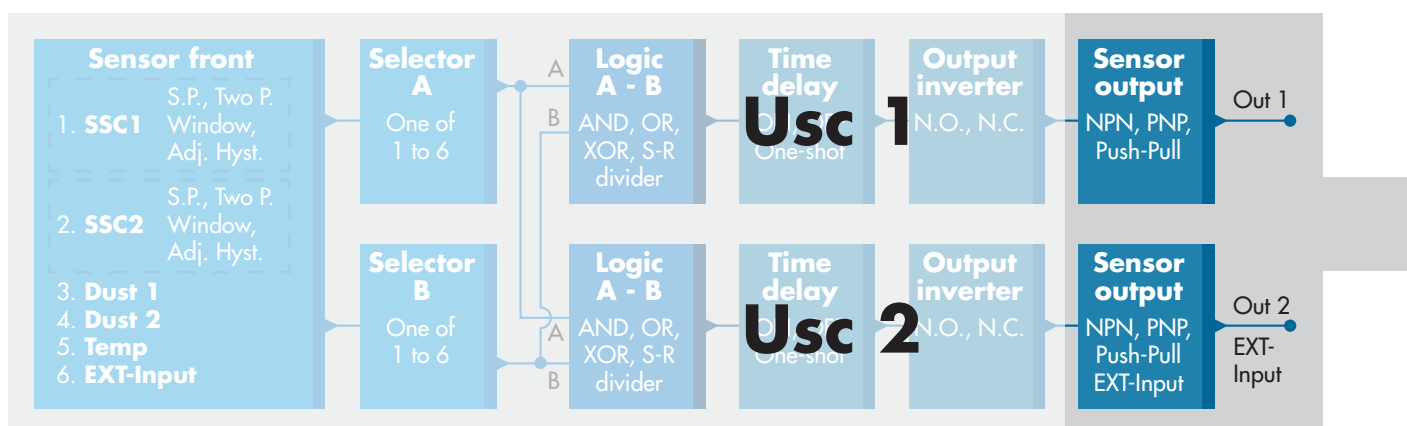 Sensor front
1. SSC1
S.P., Two P.
Window,
Adj. Hyst.
2. SSC2
S.P., Two P.
Window,
Adj. Hyst.
3. Dust 1
4. Dust 2
5. Temp
6. EXT-Input
Selector
A
One of
1 to 6
A
B
Logic
A - B
AND, OR,
XOR, S-R
divider
Time
delay
One-shot
Usc 1
Output
inverter
N.O., N.C.
Sensor
output
NPN, PNP,
Push-Pull
Out 1
Selector
B
One of
1 to 6
A
B
Logic
A - B
AND, OR,
XOR, S-R
divider
Time
delay
One-shot
Usc 2
Output
inverter
N.O., N.C.
Sensor
output
NPN, PNP,
Push-Pull
EXT-Input
Out 2
EXT-
Input